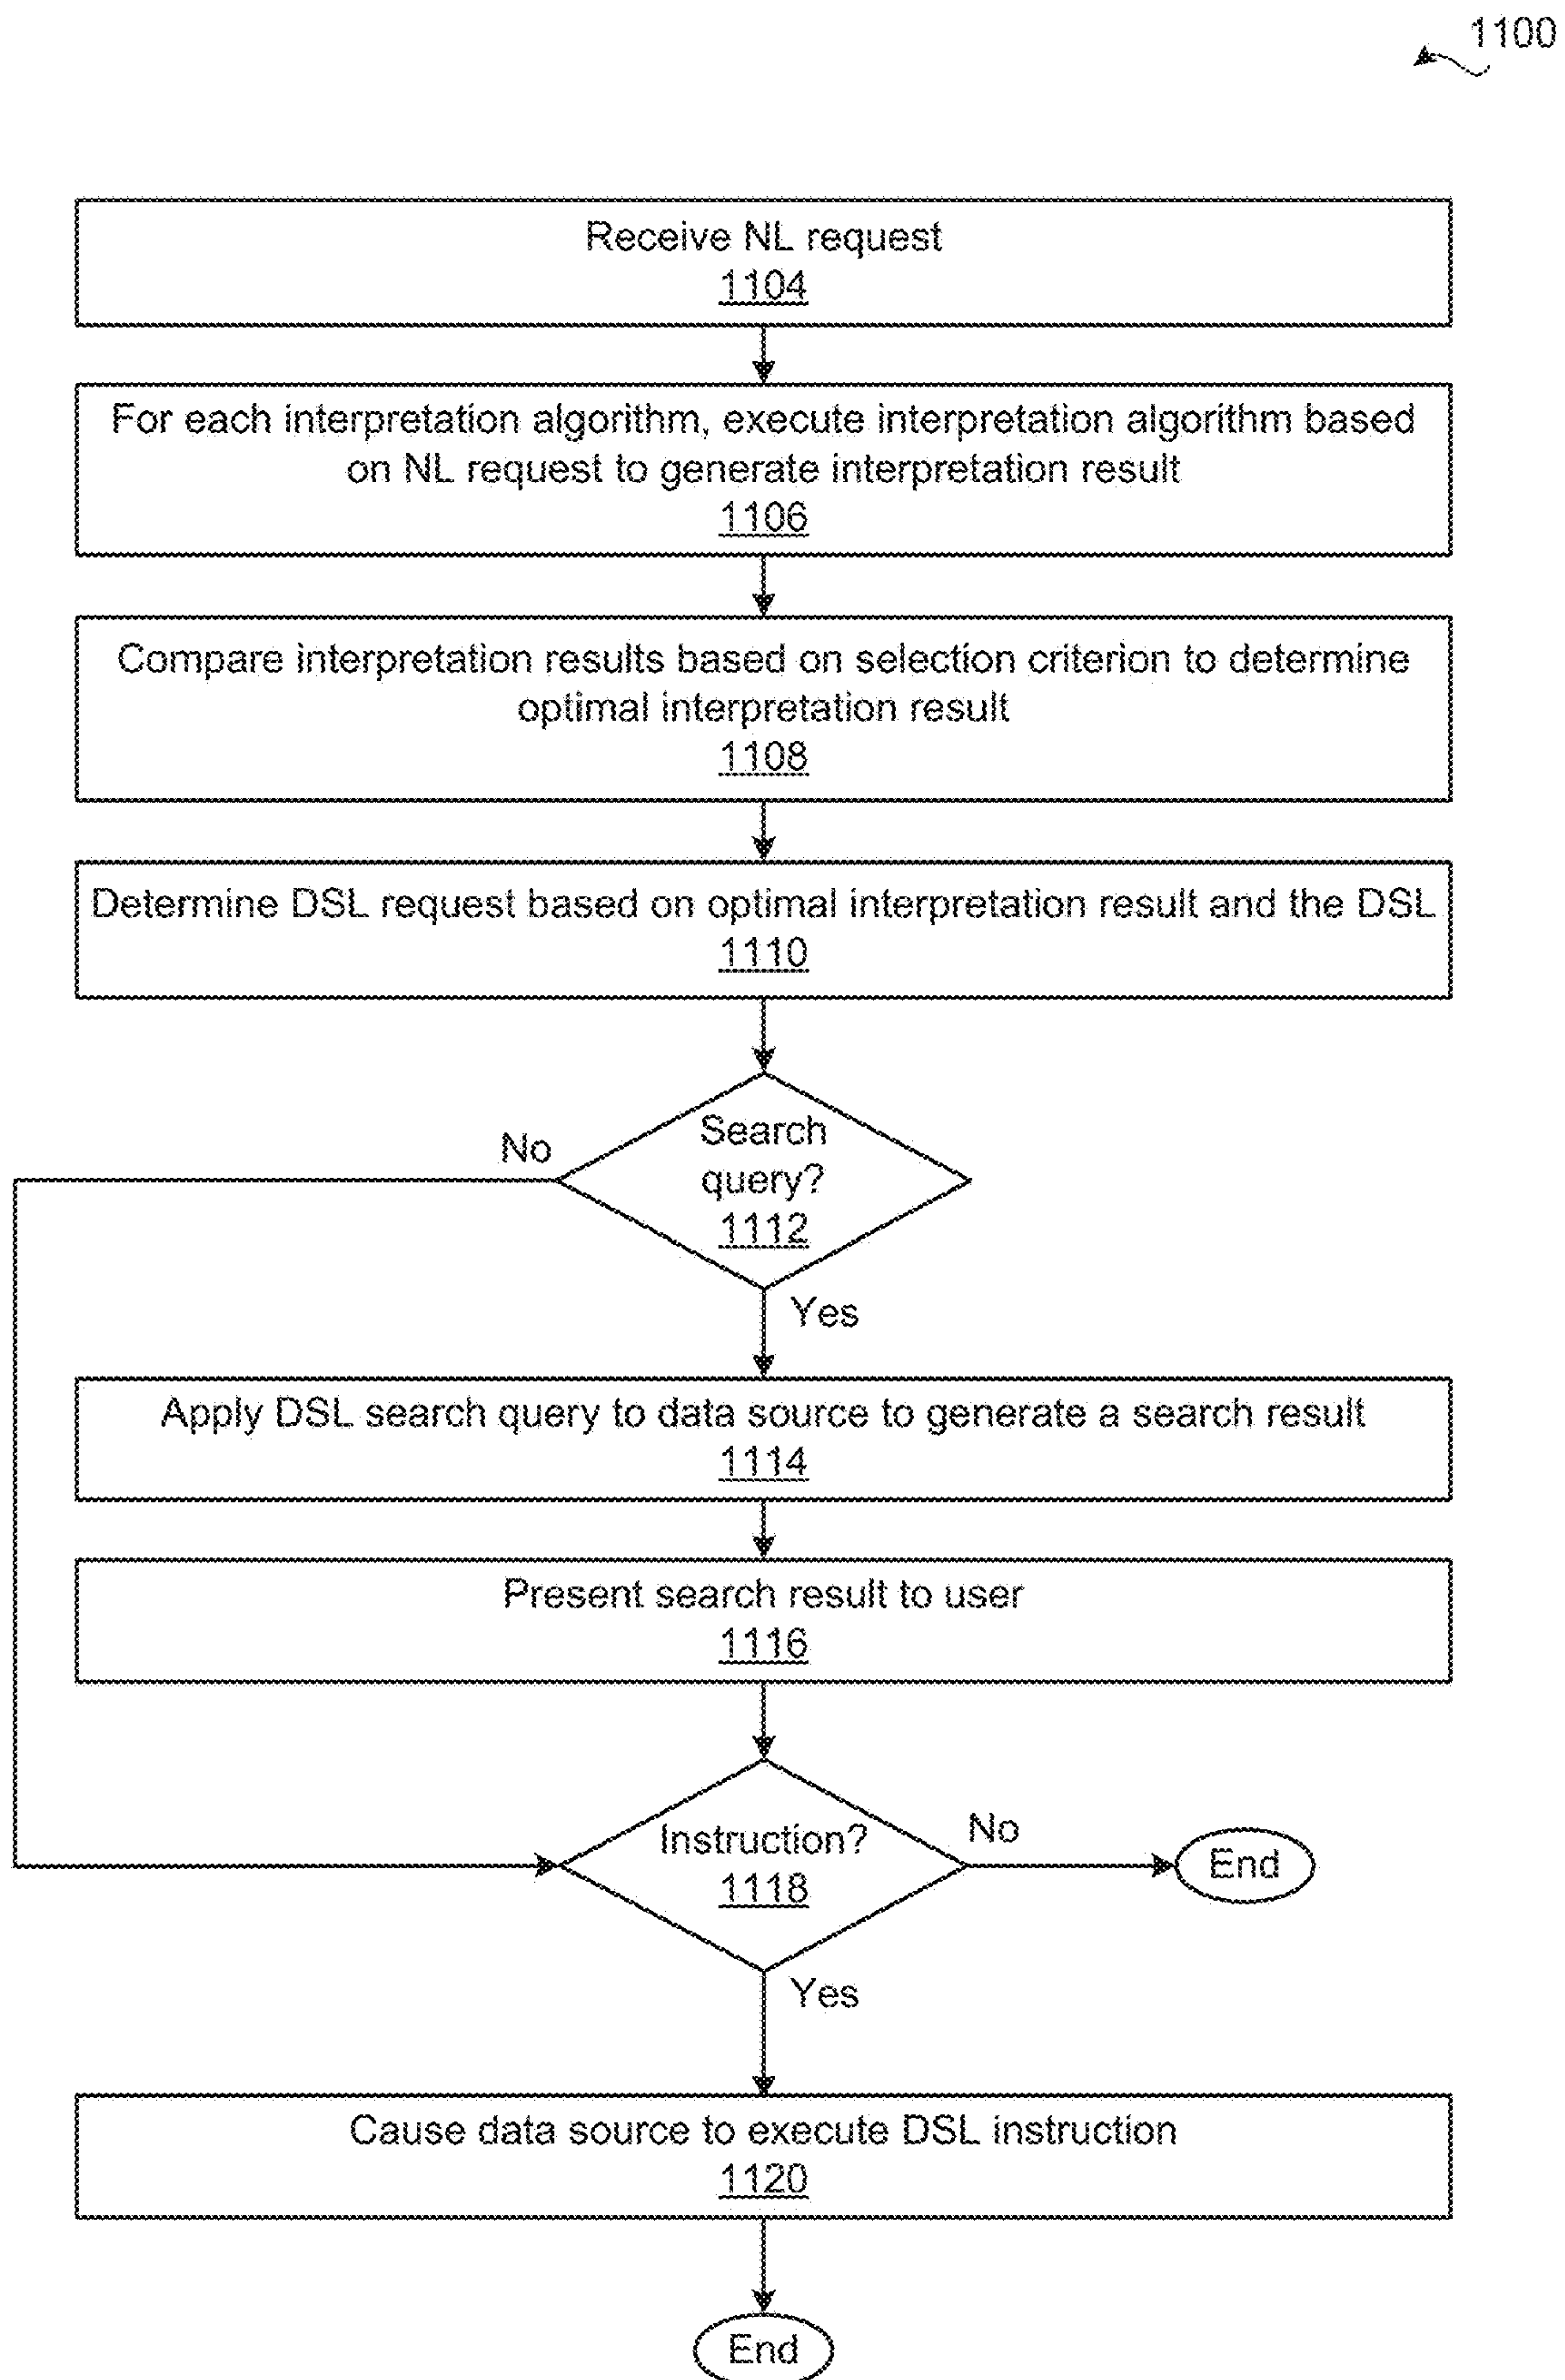 1100
Receive NL request
1104
For each interpretation algorithm, execute interpretation algorithm based
on NL request to generate interpretation result
1106
Compare interpretation results based on selection criterion to determine
optimal interpretation result
1108
Determine DSL request based on optimal interpretation result and the DSL
1110
No
Search
query?
1112
Yes
Apply DSL search query to data source to generate a search result
1114
Present search result to user
1116
Instruction?
1118
No
End
Yes
Cause data source to execute DSL instruction
1120
End